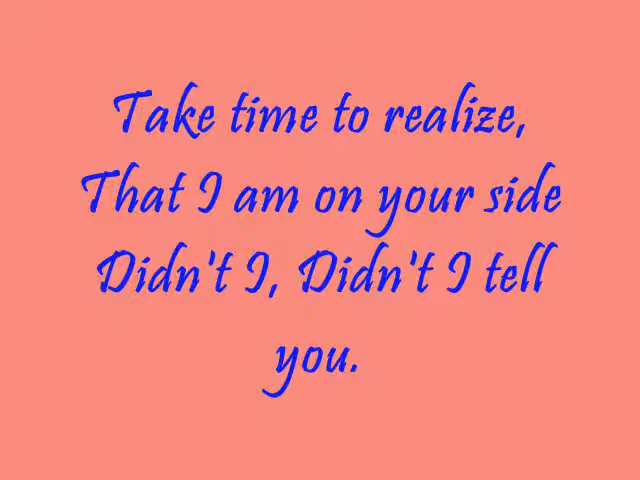 Take time to realize,
That I am on your side
Didn't I, Didn't I tell
you.